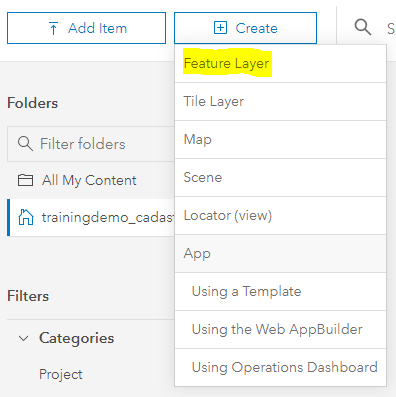 Add Item
Create
S
Feature Layer
Folders
Tile Layer
Filter folders
Map
All My Content
Scene
trainingdemo_cadas
Locator (view)
App
Filters
Using a Template
Categories
Using the Web AppBuilder
Project
Using Operations Dashboard